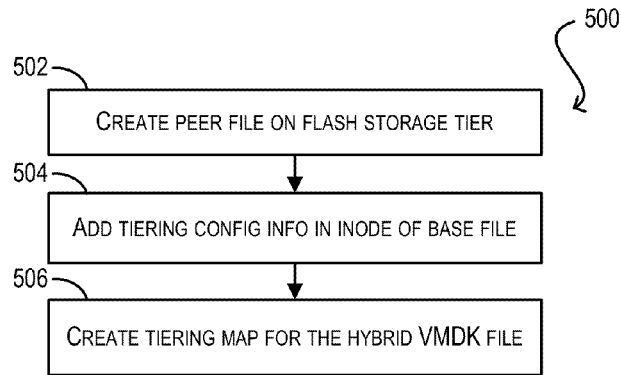 500
502
CREATE PEER FILE ON FLASH STORAGE TIER
504
ADD TIERING CONFIG INFO IN INODE OF BASE FILE
506
CREATE TIERING MAP FOR THE HYBRID VMDK FILE